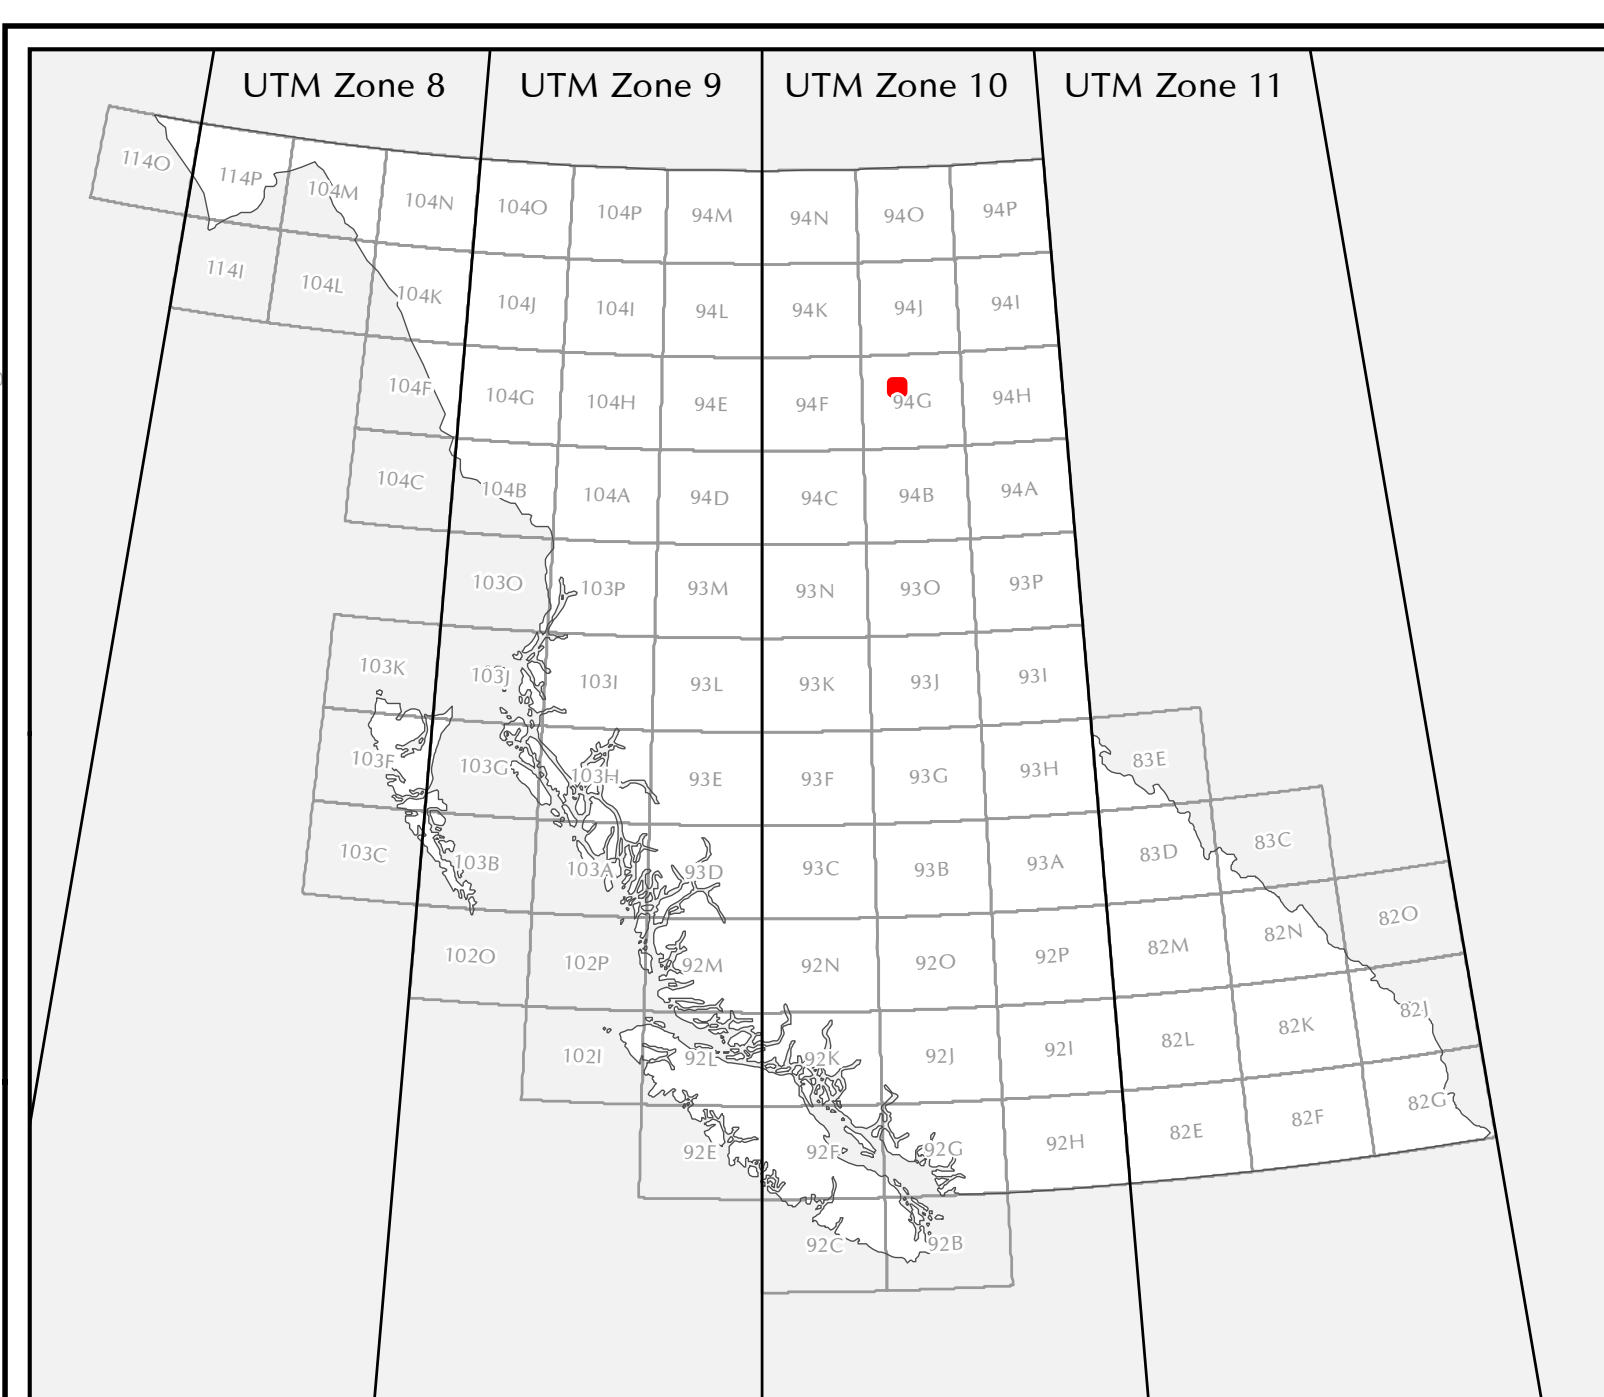 UTM Zone 8 UTM Zone 9 UTM Zone 10 UTM Zone 11
114O 114P 104M 104N 104O 104P 94M 94N 94O 94P
114I 104L 104K 104J 104I 94L 94K 94J 94I
104F 104G 104H 94E 94F 94G 94H
104C 104B 104A 94D 94C 94B 94A
103O 103P 93M 93N 93O 93P
103K 103J 103I 93L 93K 93J 93I
103F 103G 103H 93E 93F 93G 93H 83E
103C 103B 103A 93D 93C 93B 93A 83D 83C
102O 102P 92M 92N 92O 92P 82M 82N 82O
102I 92L 92K 92J 92I 82L 82K 82J
92E 92F 92G 92H 82E 82F 82G
92C 92B